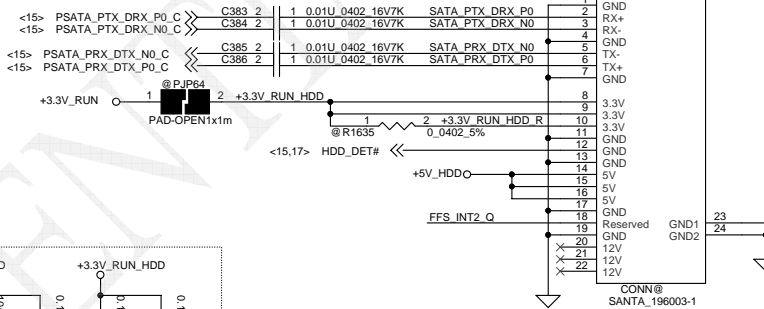 1 GND
<15> PSATA_PTX_DRX_P0_C C383 2 1 0.01U_0402_16V7K SATA_PTX_DRX_P0 2 RX+
<15> PSATA_PTX_DRX_N0_C C384 2 1 0.01U_0402_16V7K SATA_PTX_DRX_N0 3 RX-
4 GND
<15> PSATA_PRX_DTX_N0_C C385 2 1 0.01U_0402_16V7K SATA_PRX_DTX_N0 5 TX-
<15> PSATA_PRX_DTX_P0_C C386 2 1 0.01U_0402_16V7K SATA_PRX_DTX_P0 6 TX+
7 GND
@PJP64
+3.3V_RUN 1 2 +3.3V_RUN_HDD 8 3.3V
PAD-OPEN1x1m 9 3.3V
1 2 +3.3V_RUN_HDD_R 10 3.3V
@R1635 0_0402_5% 11 GND
<15,17> HDD_DET# 12 GND
13 GND
+5V_HDD 14 5V
15 5V
16 5V
17 GND
FFS_INT2_Q 18 Reserved GND1 23
19 GND GND2 24
20 12V
21 12V
22 12V
CONN@
SANTA_196003-1
+3.3V_RUN_HDD